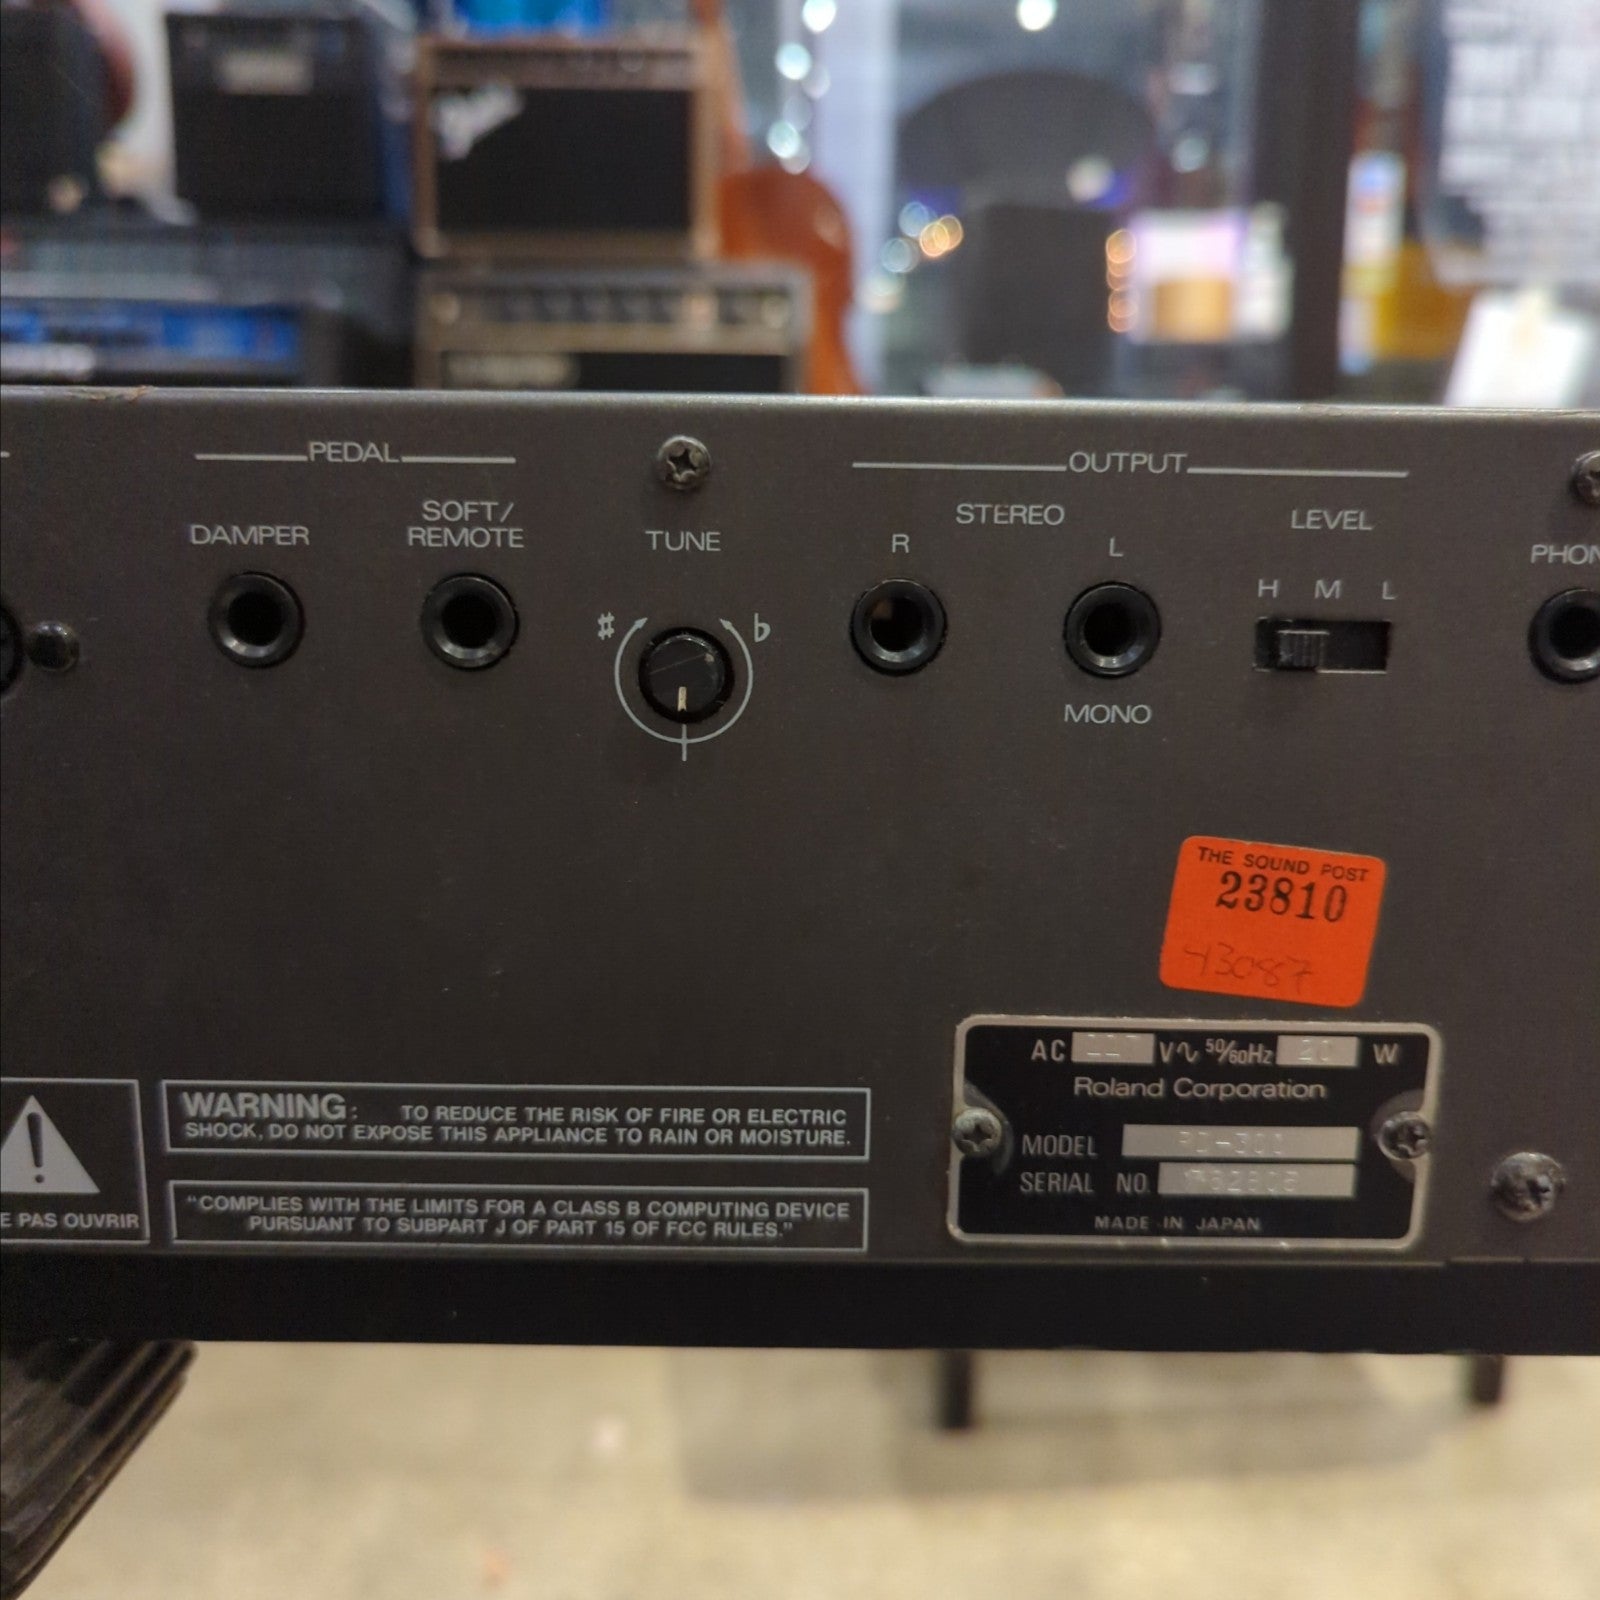 PEDAL
DAMPER
SOFT/
REMOTE
TUNE
♯
♭
OUTPUT
STEREO
R
L
MONO
LEVEL
H M L
PHON
THE SOUND POST
23810
43087
AC 117 V∿ 50/60Hz 20 W
Roland Corporation
MODEL
SERIAL NO.
MADE IN JAPAN
E PAS OUVRIR
WARNING: TO REDUCE THE RISK OF FIRE OR ELECTRIC
SHOCK, DO NOT EXPOSE THIS APPLIANCE TO RAIN OR MOISTURE.
"COMPLIES WITH THE LIMITS FOR A CLASS B COMPUTING DEVICE
PURSUANT TO SUBPART J OF PART 15 OF FCC RULES."
Fender